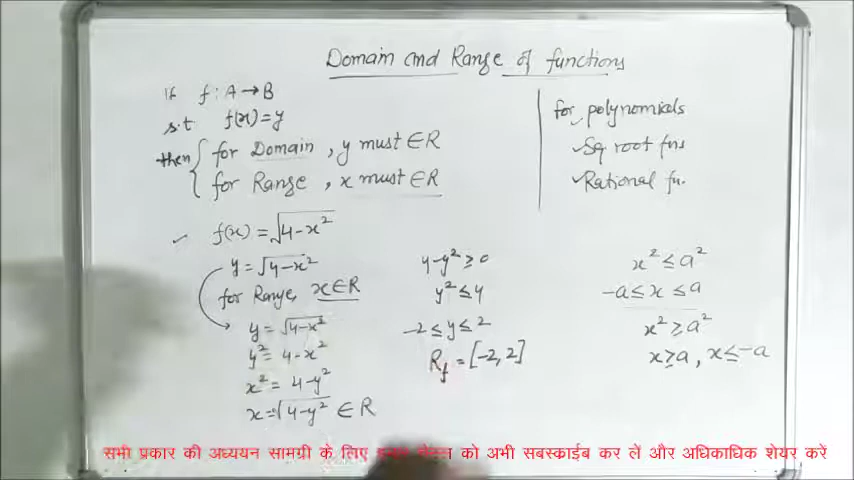 Domain and Range of functions
If f : A → B
s.t f(x) = y
then { for Domain , y must ∈ R
for Range , x must ∈ R
for polynomials
✓Sq root fns
✓Rational fn.
✓ f(x) = √4-x²
y = √4-x²
for Range, x ∈ R
y = √4-x²
y² = 4-x²
x² = 4-y²
x = √4-y² ∈ R
4-y² ≥ 0
y² ≤ 4
-2 ≤ y ≤ 2
R_f = [-2, 2]
x² ≤ a²
-a ≤ x ≤ a
x² ≥ a²
x ≥ a , x ≤ -a
सभी प्रकार की अध्ययन सामग्री के लिए को अभी सबस्काईब कर लें और अधिकाधिक शेयर करें